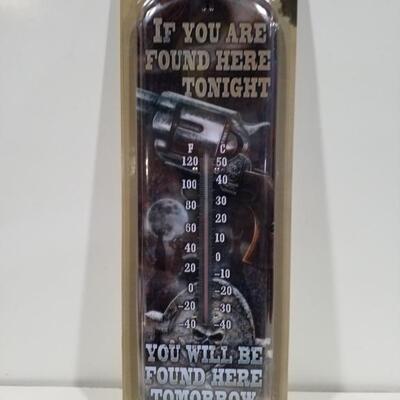 IF YOU ARE
FOUND HERE
TONIGHT
F C
120 50
100 40
80 30
60 20
40 10
20 0
0 -10
-20 -20
-40 -30
-40
YOU WILL BE
FOUND HERE
TOMORROW